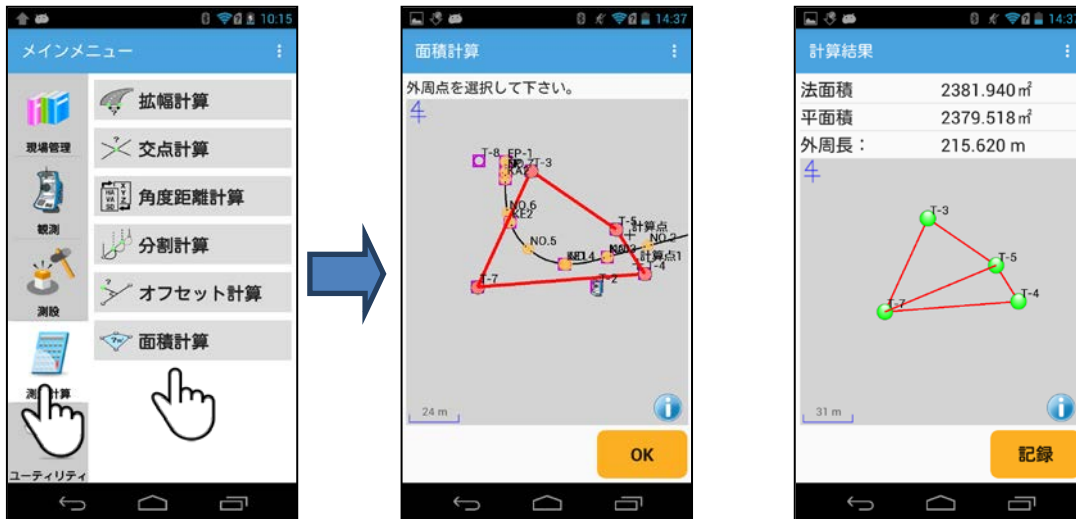 10:15
メインメニュー
拡幅計算
現場管理
交点計算
角度距離計算
観測
分割計算
オフセット計算
測設
面積計算
ユーティリティ
14:37
面積計算
外周点を選択して下さい。
T-8
EP-1
T-3
KA2
NO.6
KE2
T-5
計算点
NO.5
NO.2
計算点1
T-4
T-7
T-2
24 m
OK
14:37
計算結果
法面積 2381.940㎡
平面積 2379.518㎡
外周長： 215.620 m
T-3
T-5
T-4
T-7
31 m
記録